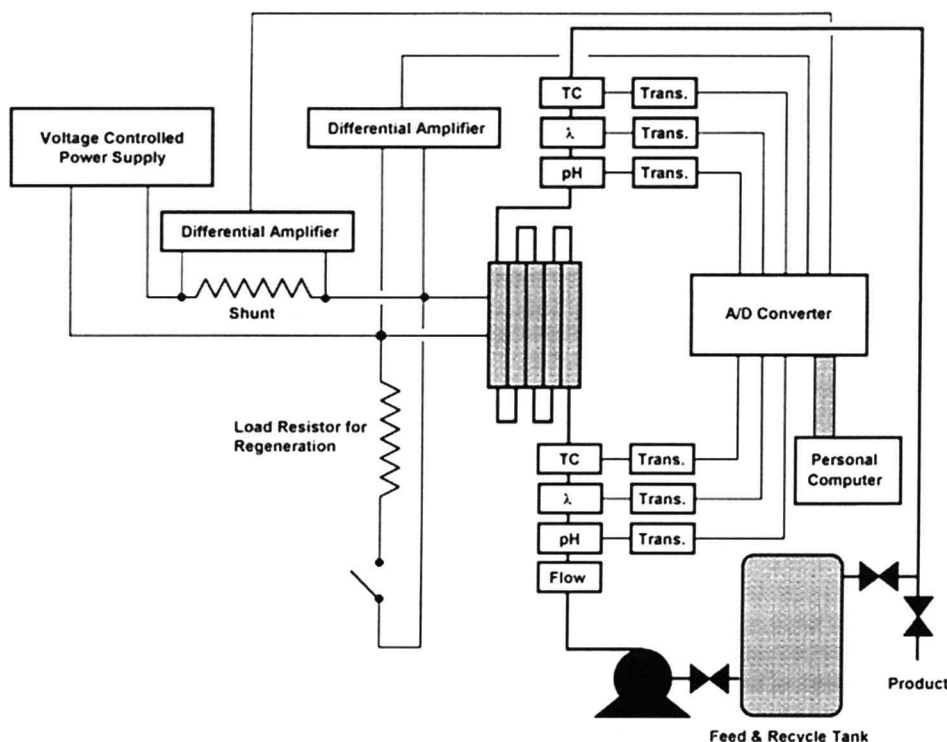 TC
Trans.
Voltage Controlled
Power Supply
Differential Amplifier
λ
Trans.
pH
Trans.
Differential Amplifier
Shunt
A/D Converter
Load Resistor for
Regeneration
TC
Trans.
Personal
Computer
λ
Trans.
pH
Trans.
Flow
Product
Feed & Recycle Tank